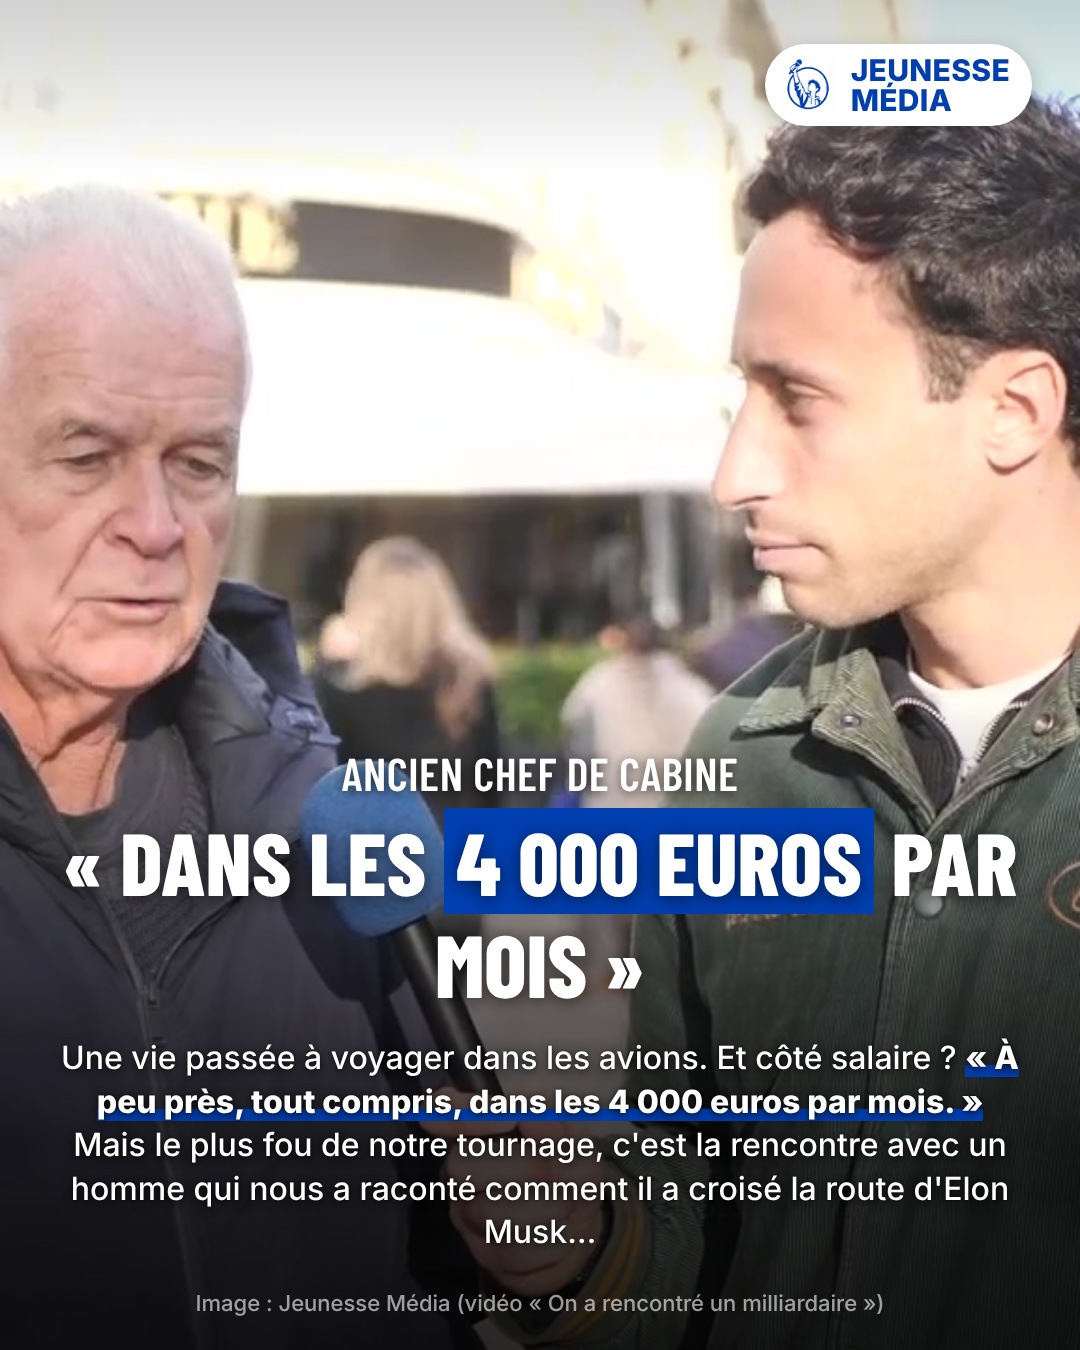 JEUNESSE
MÉDIA
ANCIEN CHEF DE CABINE
« DANS LES 4 000 EUROS PAR
MOIS »
Une vie passée à voyager dans les avions. Et côté salaire ? « À
peu près, tout compris, dans les 4 000 euros par mois. »
Mais le plus fou de notre tournage, c'est la rencontre avec un
homme qui nous a raconté comment il a croisé la route d'Elon
Musk...
Image : Jeunesse Média (vidéo « On a rencontré un milliardaire »)